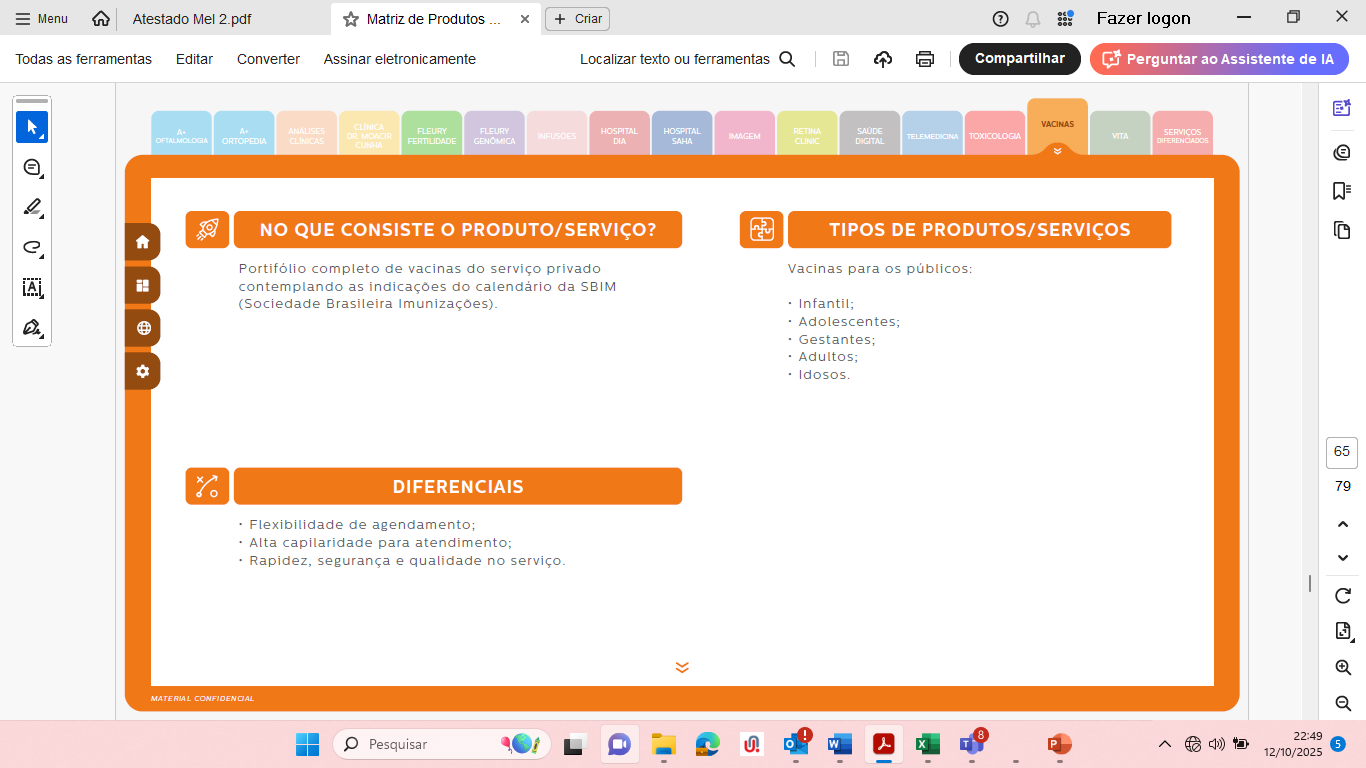 Menu
Atestado Mel 2.pdf
Matriz de Produtos ...
Criar
Fazer logon
Todas as ferramentas
Editar
Converter
Assinar eletronicamente
Localizar texto ou ferramentas
Compartilhar
Perguntar ao Assistente de IA
A+
OFTALMOLOGIA
A+
ORTOPEDIA
ANÁLISES
CLÍNICAS
CLÍNICA
DR. MOACIR
CUNHA
FLEURY
FERTILIDADE
FLEURY
GENÔMICA
INFUSÕES
HOSPITAL
DIA
HOSPITAL
SAHA
IMAGEM
RETINA
CLINIC
SAÚDE
DIGITAL
TELEMEDICINA
TOXICOLOGIA
VACINAS
VITA
SERVIÇOS
DIFERENCIADOS
NO QUE CONSISTE O PRODUTO/SERVIÇO?
Portifólio completo de vacinas do serviço privado
contemplando as indicações do calendário da SBIM
(Sociedade Brasileira Imunizações).
TIPOS DE PRODUTOS/SERVIÇOS
Vacinas para os públicos:
• Infantil;
• Adolescentes;
• Gestantes;
• Adultos;
• Idosos.
DIFERENCIAIS
• Flexibilidade de agendamento;
• Alta capilaridade para atendimento;
• Rapidez, segurança e qualidade no serviço.
MATERIAL CONFIDENCIAL
65
79
Pesquisar
8
22:49
12/10/2025
5